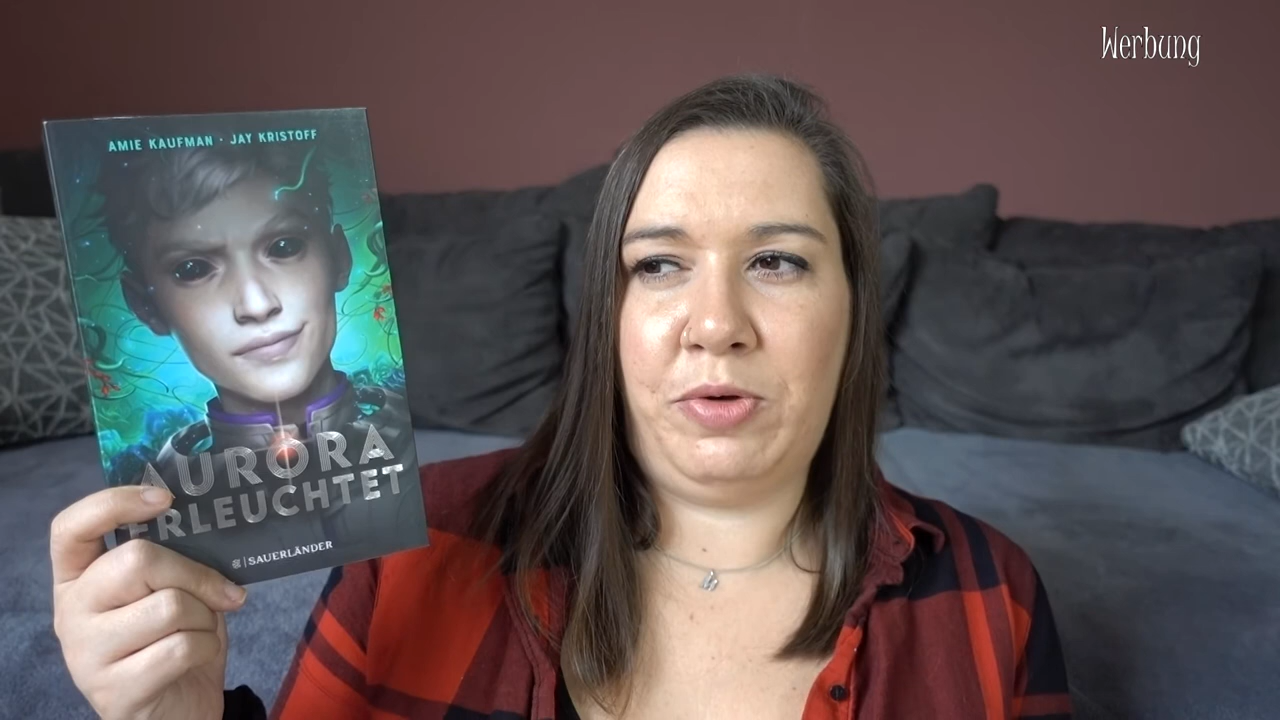 Werbung
AMIE KAUFMAN · JAY KRISTOFF
AURORA
ERLEUCHTET
SAUERLÄNDER